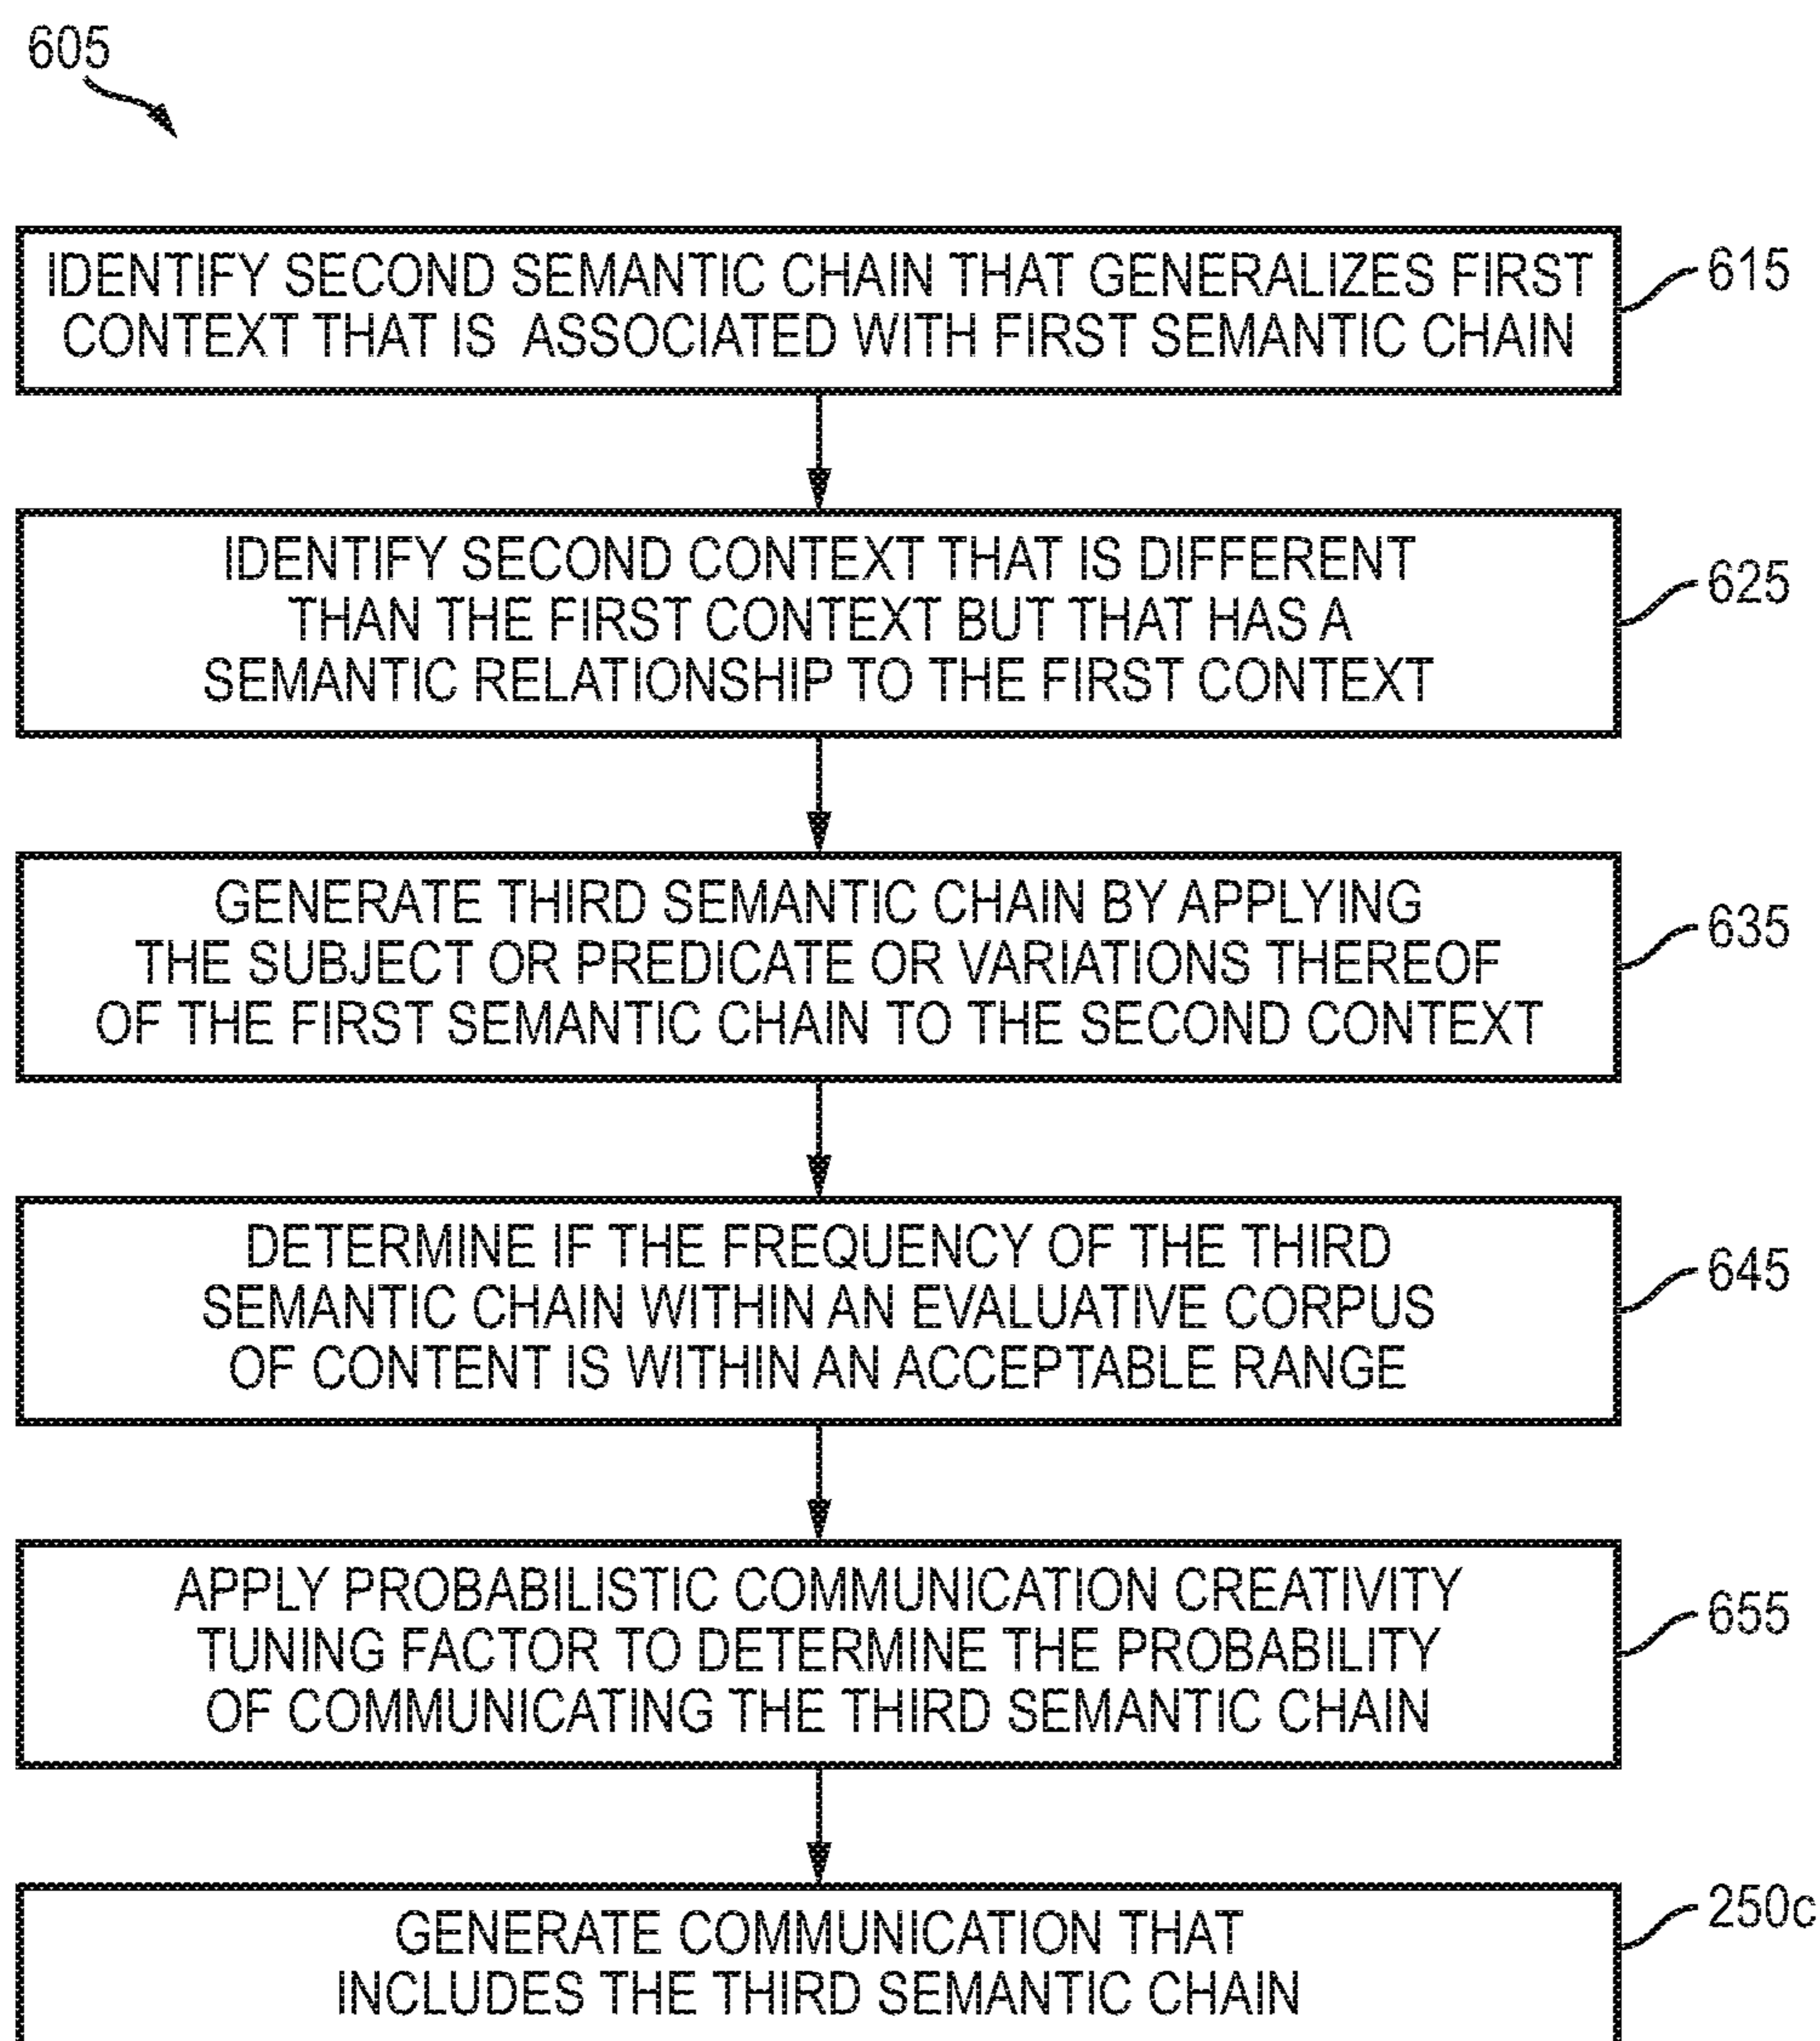 605
IDENTIFY SECOND SEMANTIC CHAIN THAT GENERALIZES FIRST
CONTEXT THAT IS ASSOCIATED WITH FIRST SEMANTIC CHAIN
615
IDENTIFY SECOND CONTEXT THAT IS DIFFERENT
THAN THE FIRST CONTEXT BUT THAT HAS A
SEMANTIC RELATIONSHIP TO THE FIRST CONTEXT
625
GENERATE THIRD SEMANTIC CHAIN BY APPLYING
THE SUBJECT OR PREDICATE OR VARIATIONS THEREOF
OF THE FIRST SEMANTIC CHAIN TO THE SECOND CONTEXT
635
DETERMINE IF THE FREQUENCY OF THE THIRD
SEMANTIC CHAIN WITHIN AN EVALUATIVE CORPUS
OF CONTENT IS WITHIN AN ACCEPTABLE RANGE
645
APPLY PROBABILISTIC COMMUNICATION CREATIVITY
TUNING FACTOR TO DETERMINE THE PROBABILITY
OF COMMUNICATING THE THIRD SEMANTIC CHAIN
655
GENERATE COMMUNICATION THAT
INCLUDES THE THIRD SEMANTIC CHAIN
250c